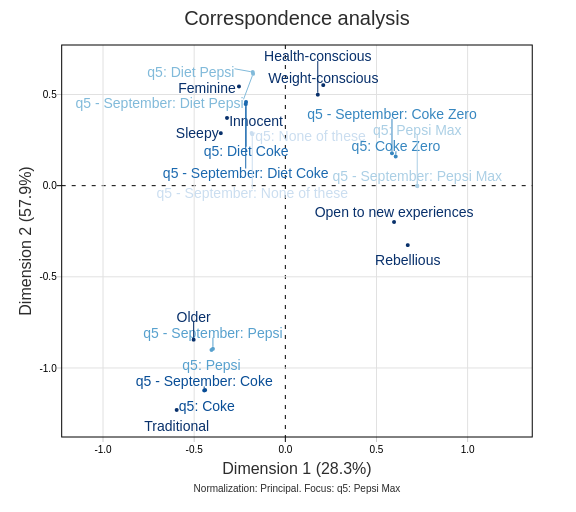 Correspondence analysis
Health-conscious
q5: Diet Pepsi
Weight-conscious
Feminine
0.5
q5 - September: Diet Pepsi
q5 - September: Coke Zero
Innocent
q5: Pepsi Max
Sleepy
q5: None of these
q5: Coke Zero
q5: Diet Coke
q5 - September: Diet Coke
q5 - September: Pepsi Max
0.0
q5 - September: None of these
Open to new experiences
Rebellious
-0.5
Older
q5 - September: Pepsi
q5: Pepsi
-1.0
q5 - September: Coke
q5: Coke
Traditional
Dimension 2 (57.9%)
-1.0
-0.5
0.0
0.5
1.0
Dimension 1 (28.3%)
Normalization: Principal. Focus: q5: Pepsi Max